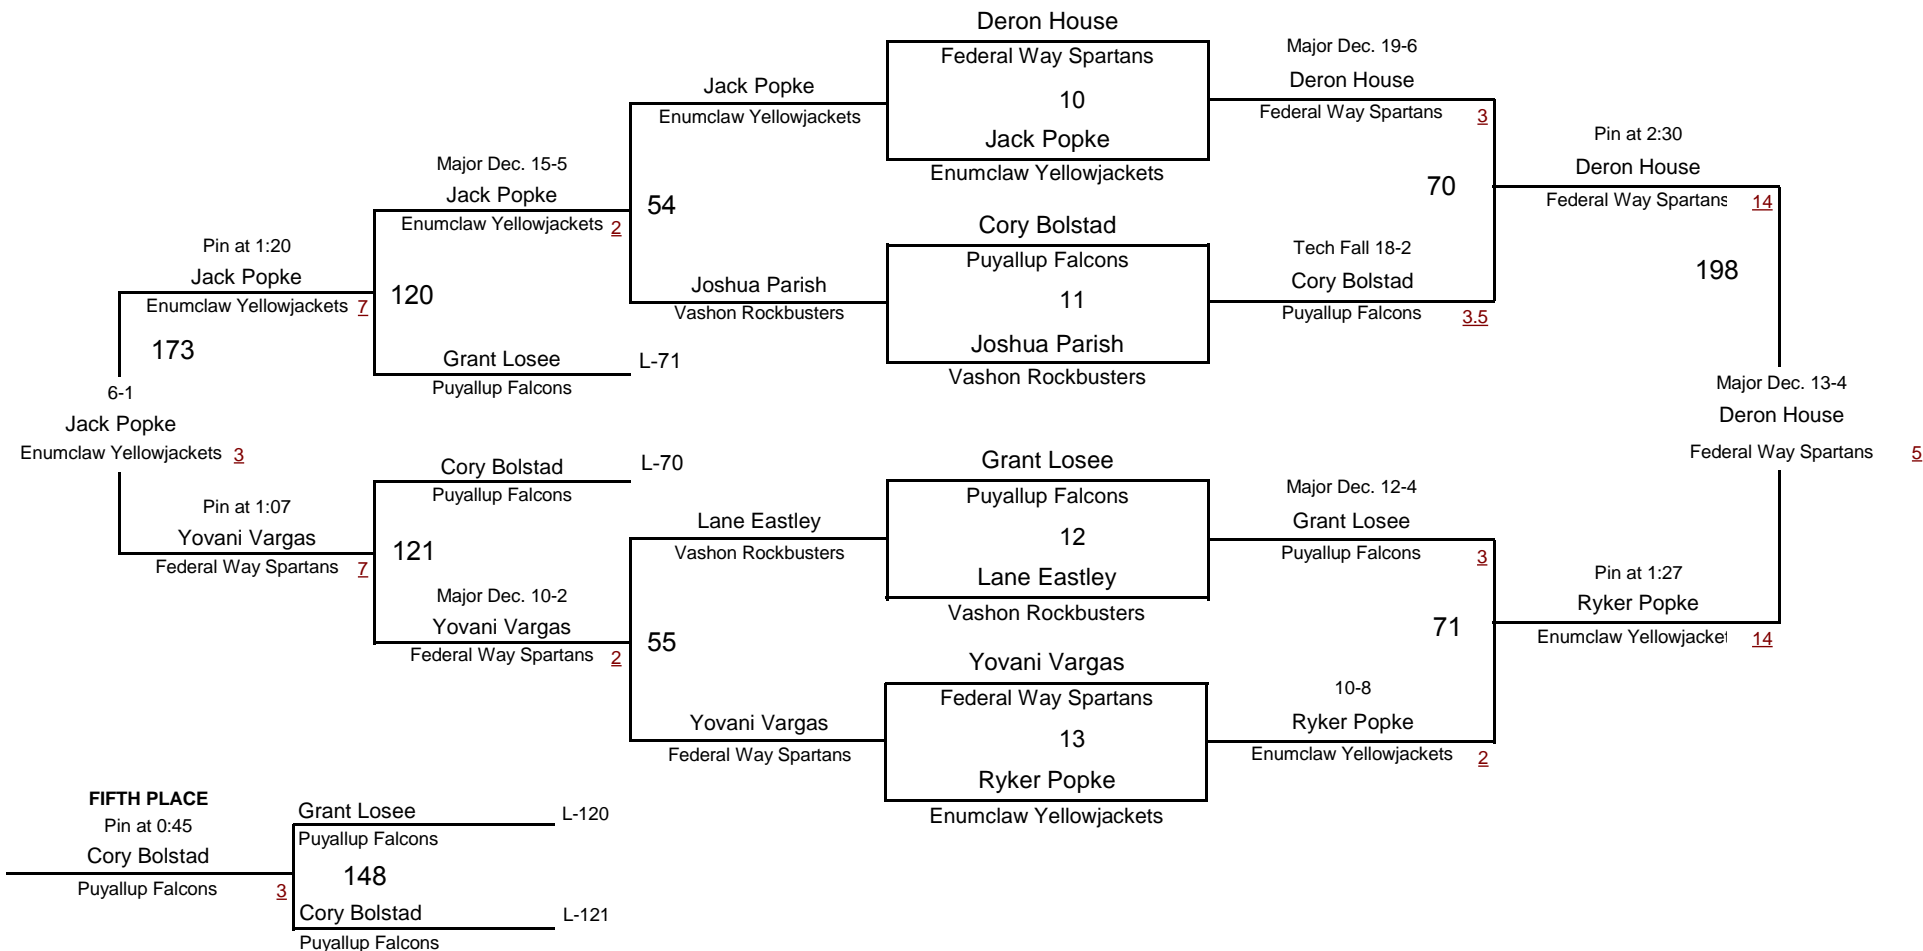 Deron House
Federal Way Spartans
10
Jack Popke
Enumclaw Yellowjackets
Cory Bolstad
Puyallup Falcons
11
Joshua Parish
Vashon Rockbusters
Grant Losee
Puyallup Falcons
12
Lane Eastley
Vashon Rockbusters
Yovani Vargas
Federal Way Spartans
13
Ryker Popke
Enumclaw Yellowjackets
Major Dec. 19-6
Deron House
Federal Way Spartans 3
70
Tech Fall 18-2
Cory Bolstad
Puyallup Falcons 3.5
Major Dec. 12-4
Grant Losee
Puyallup Falcons 3
71
10-8
Ryker Popke
Enumclaw Yellowjackets 2
Pin at 2:30
Deron House
Federal Way Spartans 14
198
Pin at 1:27
Ryker Popke
Enumclaw Yellowjacket 14
Major Dec. 13-4
Deron House
Federal Way Spartans 5
Jack Popke
Enumclaw Yellowjackets
54
Joshua Parish
Vashon Rockbusters
Lane Eastley
Vashon Rockbusters
55
Yovani Vargas
Federal Way Spartans
Major Dec. 15-5
Jack Popke
Enumclaw Yellowjackets 2
120
Grant Losee L-71
Puyallup Falcons
Cory Bolstad L-70
Puyallup Falcons
121
Major Dec. 10-2
Yovani Vargas
Federal Way Spartans 2
Pin at 1:20
Jack Popke
Enumclaw Yellowjackets 7
173
Pin at 1:07
Yovani Vargas
Federal Way Spartans 7
6-1
Jack Popke
Enumclaw Yellowjackets 3
FIFTH PLACE
Pin at 0:45
Cory Bolstad
Puyallup Falcons 3
Grant Losee L-120
Puyallup Falcons
148
Cory Bolstad L-121
Puyallup Falcons